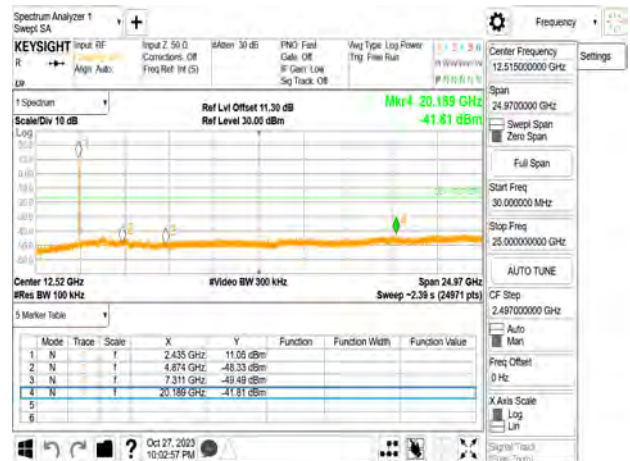 Spectrum Analyzer 1
Swept SA
Frequency
KEYSIGHT Input: RF Input Z: 50 Ω #Atten: 30 dB PNO: Fast Avg Type: Log-Power
R Corrections: Off Gate: Off Trig: Free Run
Align: Auto Freq Ref: Int (S) IF Gain: Low
Sig Track: Off
1 Spectrum
Ref Lvl Offset 11.30 dB
Mkr4 20.189 GHz
Scale/Div 10 dB
Ref Level 30.00 dBm
-41.81 dBm
Log
Center 12.52 GHz
#Video BW 300 kHz
Span 24.97 GHz
#Res BW 100 kHz
Sweep ~2.39 s (24971 pts)
5 Marker Table
Mode Trace Scale X Y Function Function Width Function Value
1 N f 2.435 GHz 11.05 dBm
2 N f 4.874 GHz -48.33 dBm
3 N f 7.311 GHz -49.49 dBm
4 N f 20.189 GHz -41.81 dBm
5
6
Oct 27, 2023
10:02:57 PM
Center Frequency
12.515000000 GHz
Settings
Span
24.9700000 GHz
Swept Span
Zero Span
Full Span
Start Freq
30.000000 MHz
Stop Freq
25.000000000 GHz
AUTO TUNE
CF Step
2.497000000 GHz
Auto
Man
Freq Offset
0 Hz
X Axis Scale
Log
Lin
Signal Track